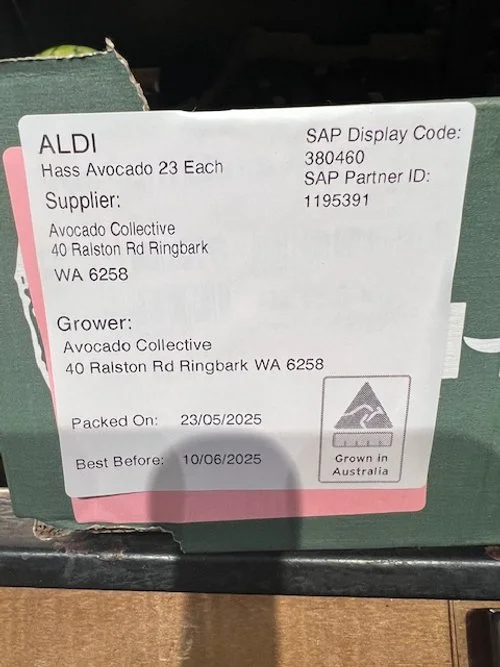 ALDI
Hass Avocado 23 Each
SAP Display Code:
380460
SAP Partner ID:
1195391
Supplier:
Avocado Collective
40 Ralston Rd Ringbark
WA 6258
Grower:
Avocado Collective
40 Ralston Rd Ringbark WA 6258
Packed On: 23/05/2025
Best Before: 10/06/2025
Grown in
Australia